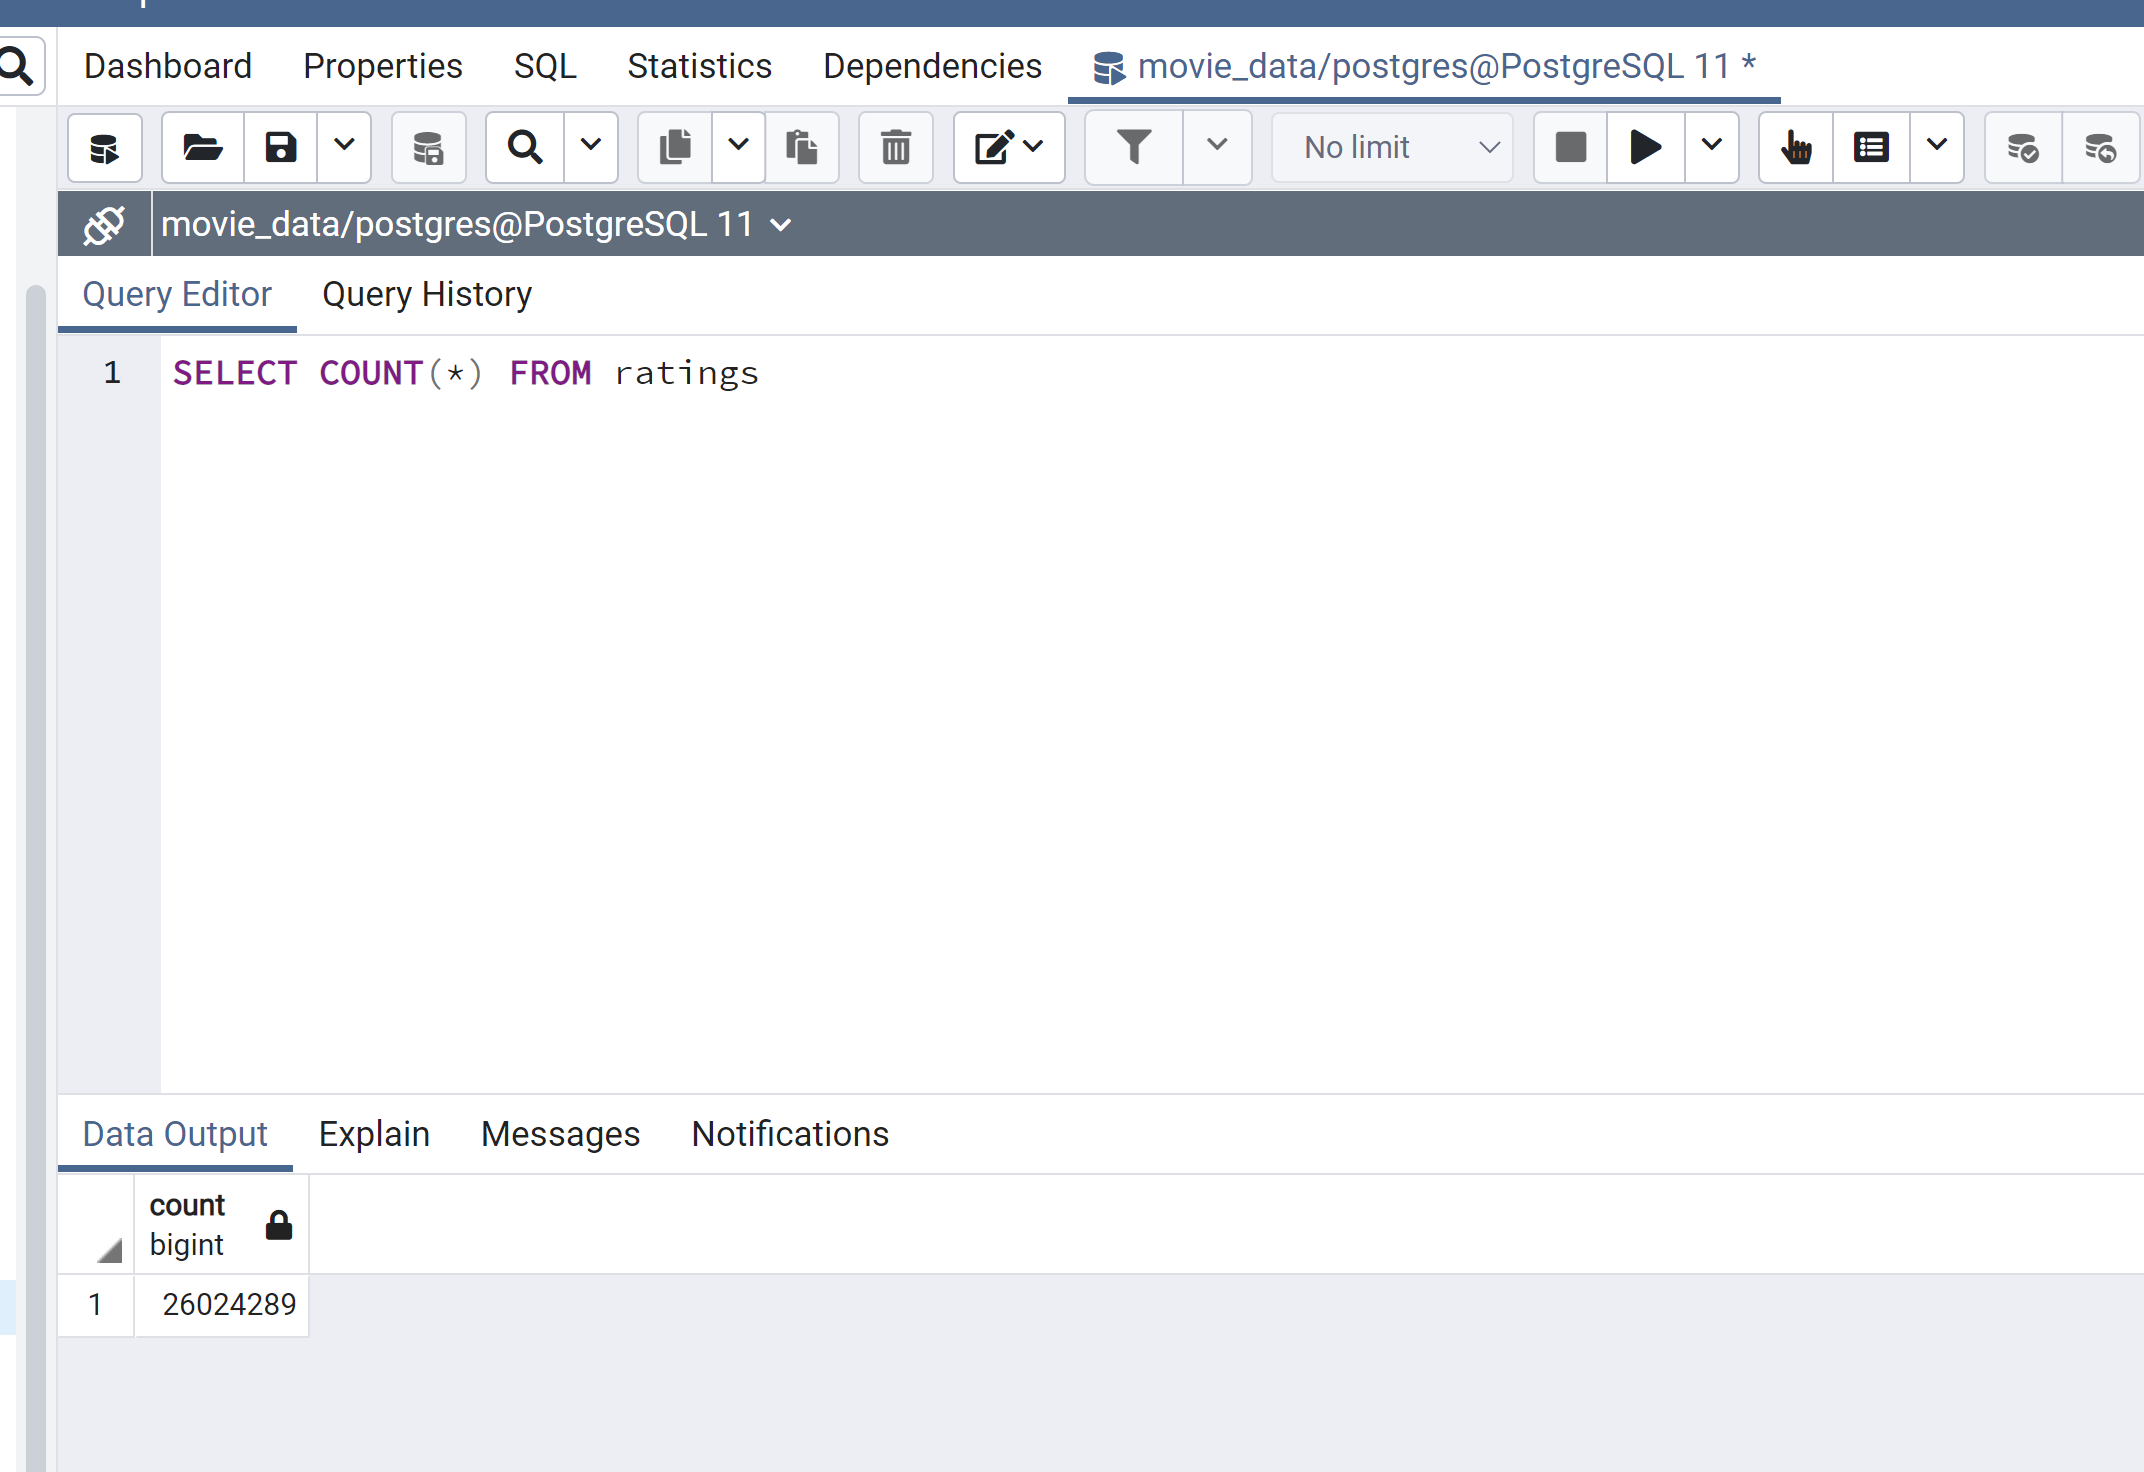 Dashboard Properties SQL Statistics Dependencies movie_data/postgres@PostgreSQL 11 *
No limit
movie_data/postgres@PostgreSQL 11
Query Editor Query History
1 SELECT COUNT(*) FROM ratings
Data Output Explain Messages Notifications
count
bigint
1 26024289